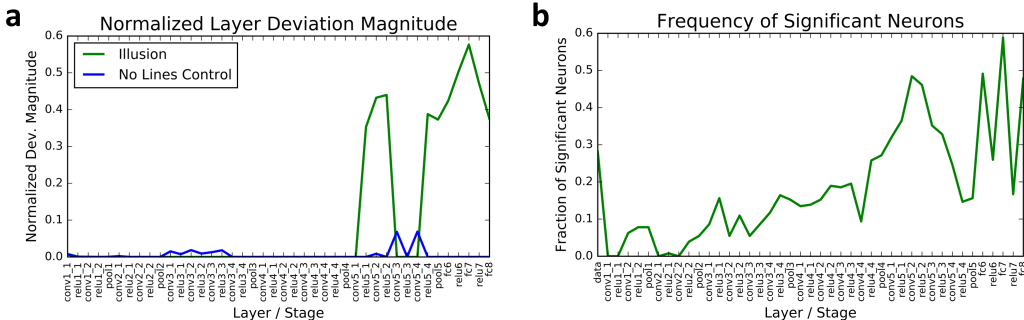 a
Normalized Layer Deviation Magnitude
Illusion
No Lines Control
Normalized Dev. Magnitude
0.6
0.5
0.4
0.3
0.2
0.1
0.0
conv1_1
relu1_1
conv1_2
relu1_2
pool1
conv2_1
relu2_1
conv2_2
relu2_2
pool2
conv3_1
relu3_1
conv3_2
relu3_2
conv3_3
relu3_3
conv3_4
relu3_4
pool3
conv4_1
relu4_1
conv4_2
relu4_2
conv4_3
relu4_3
conv4_4
relu4_4
pool4
conv5_1
relu5_1
conv5_2
relu5_2
conv5_3
relu5_3
conv5_4
relu5_4
pool5
fc6
relu6
fc7
relu7
fc8
Layer / Stage
b
Frequency of Significant Neurons
Fraction of Significant Neurons
0.6
0.5
0.4
0.3
0.2
0.1
0.0
data
conv1_1
relu1_1
conv1_2
relu1_2
pool1
conv2_1
relu2_1
conv2_2
relu2_2
pool2
conv3_1
relu3_1
conv3_2
relu3_2
conv3_3
relu3_3
conv3_4
relu3_4
pool3
conv4_1
relu4_1
conv4_2
relu4_2
conv4_3
relu4_3
conv4_4
relu4_4
pool4
conv5_1
relu5_1
conv5_2
relu5_2
conv5_3
relu5_3
conv5_4
relu5_4
pool5
fc6
relu6
fc7
relu7
fc8
Layer / Stage